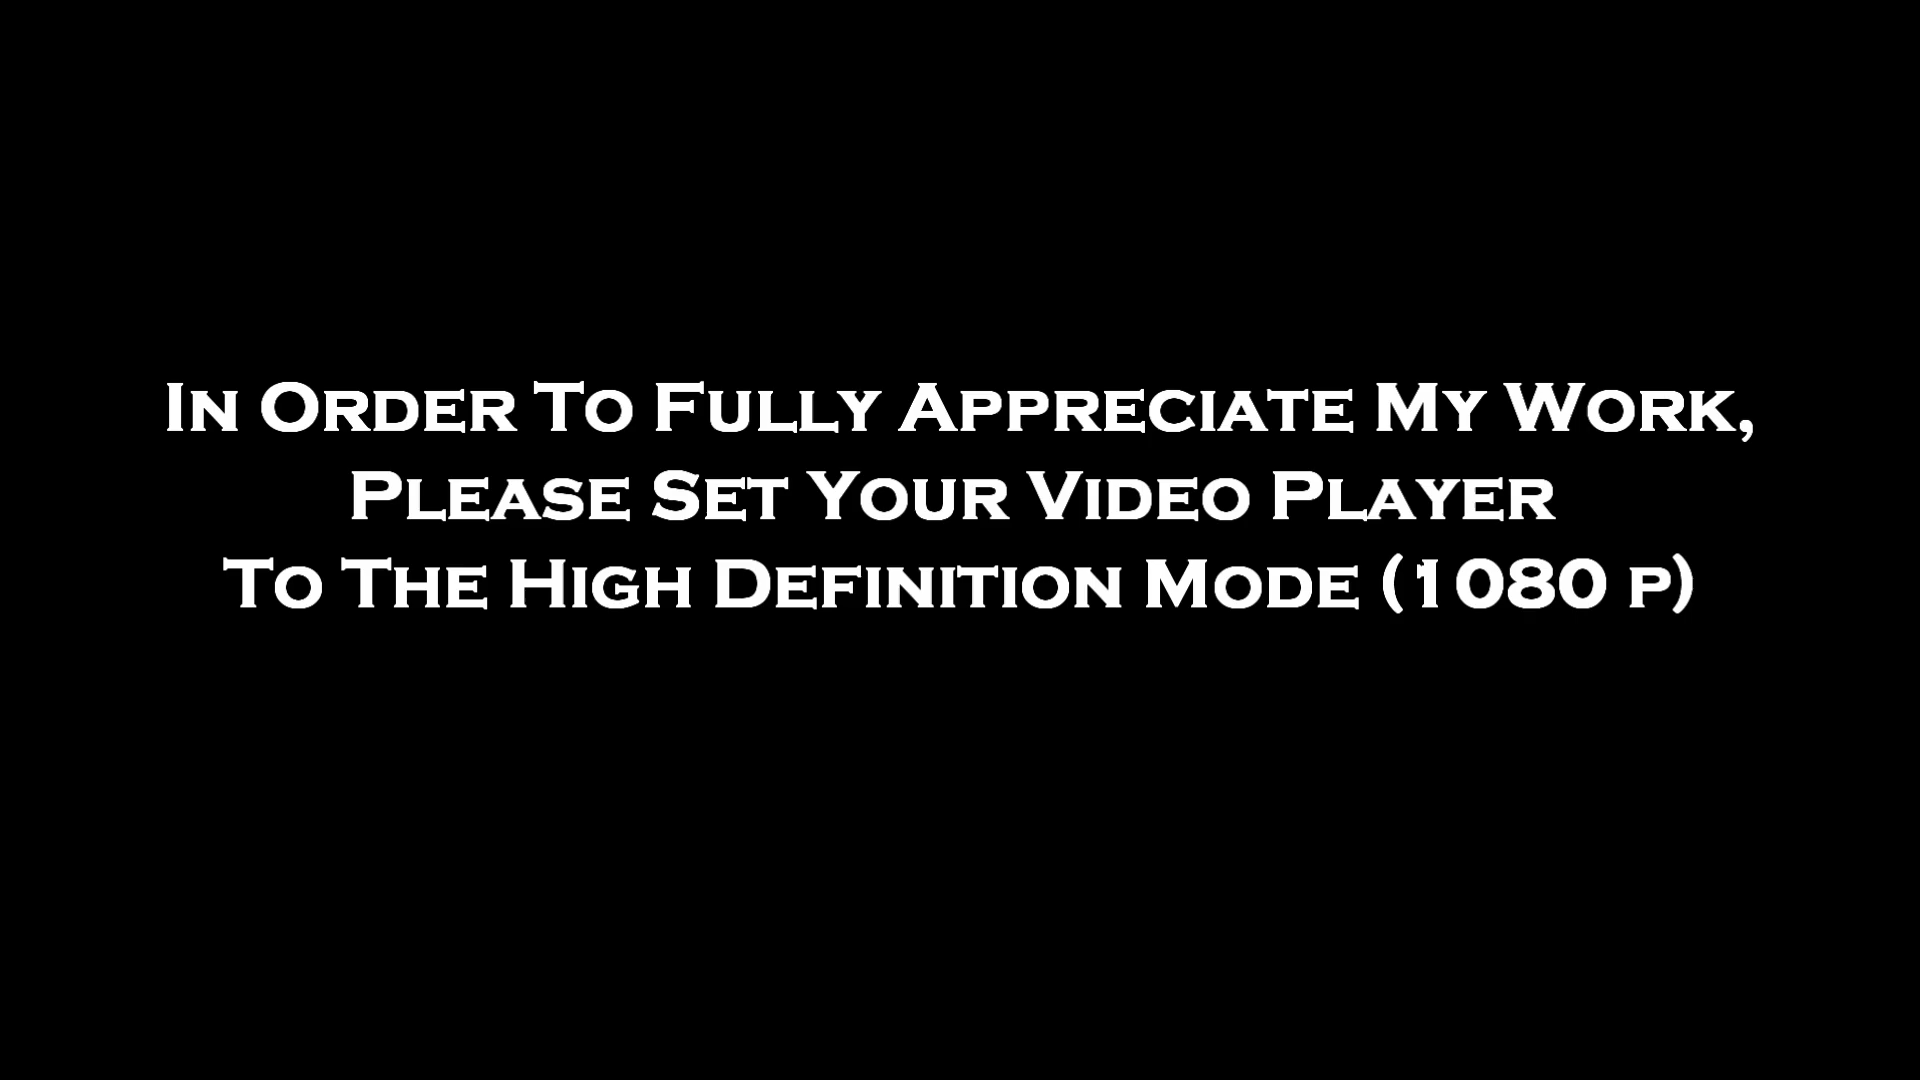 In Order To Fully Appreciate My Work,
Please Set Your Video Player
To The High Definition Mode (1080 p)